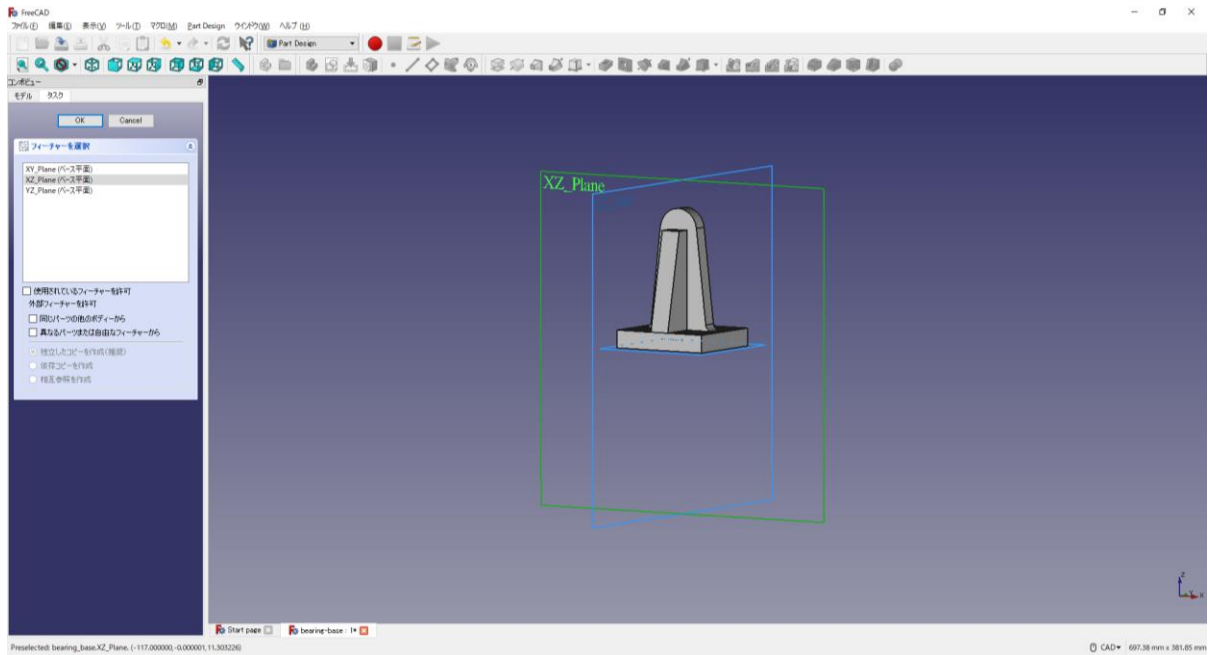 FreeCAD
ファイル(F) 編集(E) 表示(V) ツール(T) マクロ(M) Part Design ウインドウ(W) ヘルプ(H)
Part Design
コンボビュー
モデル タスク
OK Cancel
フィーチャーを選択
XY_Plane (ベース平面)
XZ_Plane (ベース平面)
YZ_Plane (ベース平面)
使用されているフィーチャーを許可
外部フィーチャーを許可
同じパーツの他のボディーから
異なるパーツまたは自由なフィーチャーから
独立したコピーを作成(推奨)
依存コピーを作成
相互参照を作成
XZ_Plane
Z
Y X
Start page bearing-base : 1*
Preselected: bearing_base.XZ_Plane. (-117.000000,-0.000001,11.303226)
CAD 697.38 mm x 381.85 mm